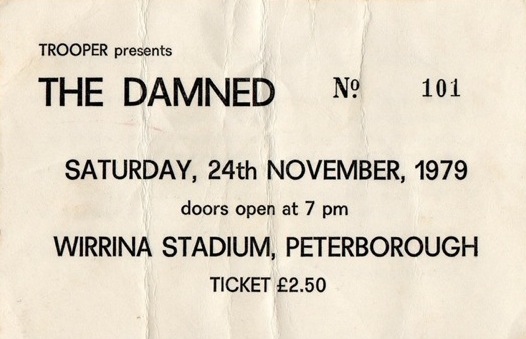 TROOPER presents
THE DAMNED Nº 101
SATURDAY, 24th NOVEMBER, 1979
doors open at 7 pm
WIRRINA STADIUM, PETERBOROUGH
TICKET £2.50